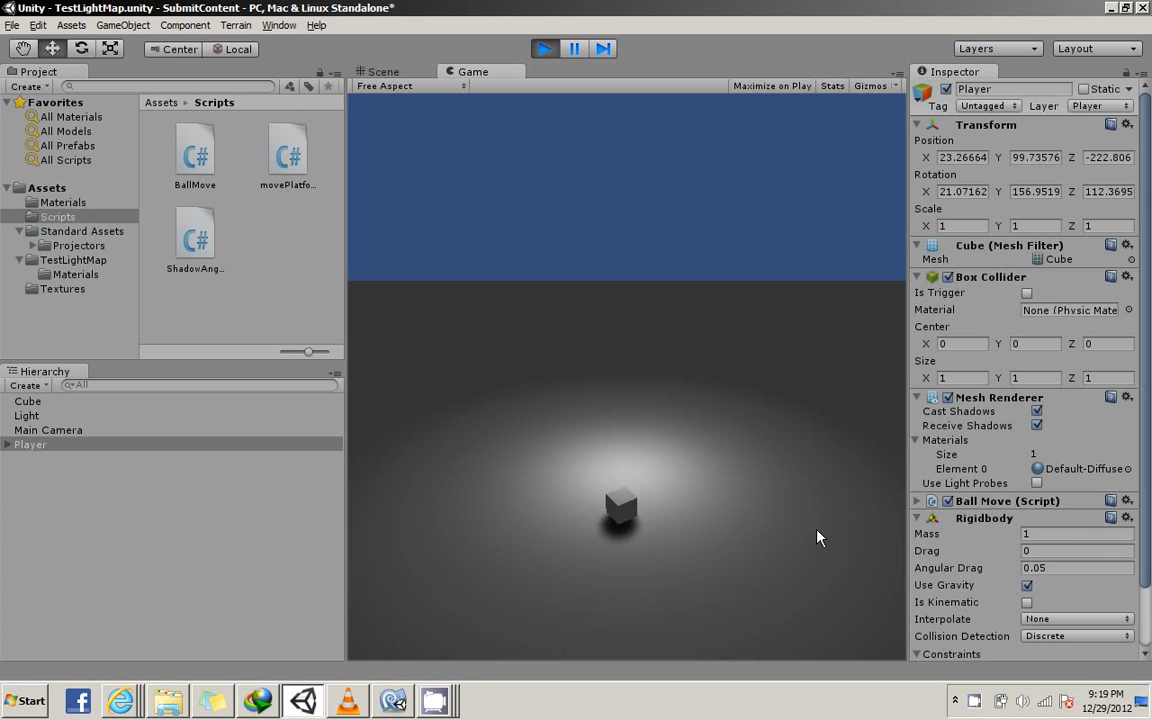 Unity - TestLightMap.unity - SubmitContent - PC, Mac & Linux Standalone*
File Edit Assets GameObject Component Terrain Window Help
Center Local Layers Layout
Project
Create
Favorites
All Materials
All Models
All Prefabs
All Scripts
Assets
Materials
Scripts
Standard Assets
Projectors
TestLightMap
Materials
Textures
Assets Scripts
C# C#
BallMove movePlatfo...
C#
ShadowAng...
Hierarchy
Create All
Cube
Light
Main Camera
Player
Scene Game
Free Aspect Maximize on Play Stats Gizmos
Inspector
Player Static
Tag Untagged Layer Player
Transform
Position
X 23.26664 Y 99.73576 Z -222.806
Rotation
X 21.07162 Y 156.9519 Z 112.3695
Scale
X 1 Y 1 Z 1
Cube (Mesh Filter)
Mesh Cube
Box Collider
Is Trigger
Material None (Physic Mate
Center
X 0 Y 0 Z 0
Size
X 1 Y 1 Z 1
Mesh Renderer
Cast Shadows
Receive Shadows
Materials
Size 1
Element 0 Default-Diffuse
Use Light Probes
Ball Move (Script)
Rigidbody
Mass 1
Drag 0
Angular Drag 0.05
Use Gravity
Is Kinematic
Interpolate None
Collision Detection Discrete
Constraints
Start
9:19 PM
12/29/2012